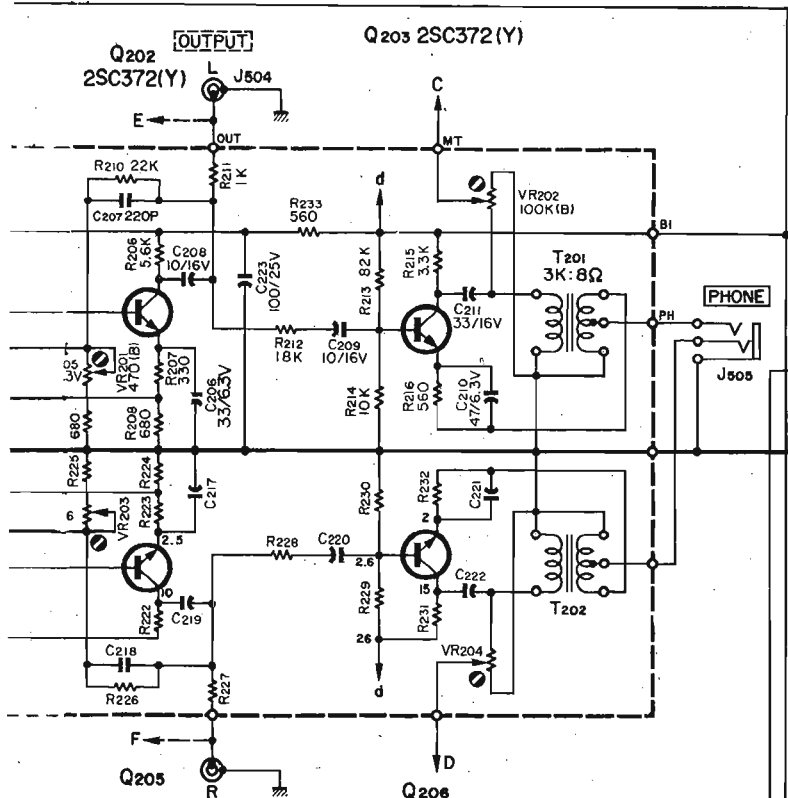 Q203 2SC372(Y)
OUTPUT
Q202
2SC372(Y)
L
J504
C
E
OUT
MT
R210 22K
R211
1K
d
VR202
100K(B)
C207 220P
R233
560
B1
R206
5.6K
C208
10/16V
C223
100/25V
82K
R213
R215
3.3K
T201
3K:8Ω
C211
33/16V
PH
PHONE
R212
18K
C209
10/16V
J505
VR201
470(B)
R207
330
C206
33/6.3V
3V
R214
10K
R216
560
C210
47/6.3V
680
R208
680
R225
R224
R230
R232
C221
C217
R223
6
VR203
2
2.5
R228
C220
2.6
10
R222
C219
R229
15
C222
R231
T202
26
VR204
C218
R226
R227
d
F
D
Q205
R
Q206